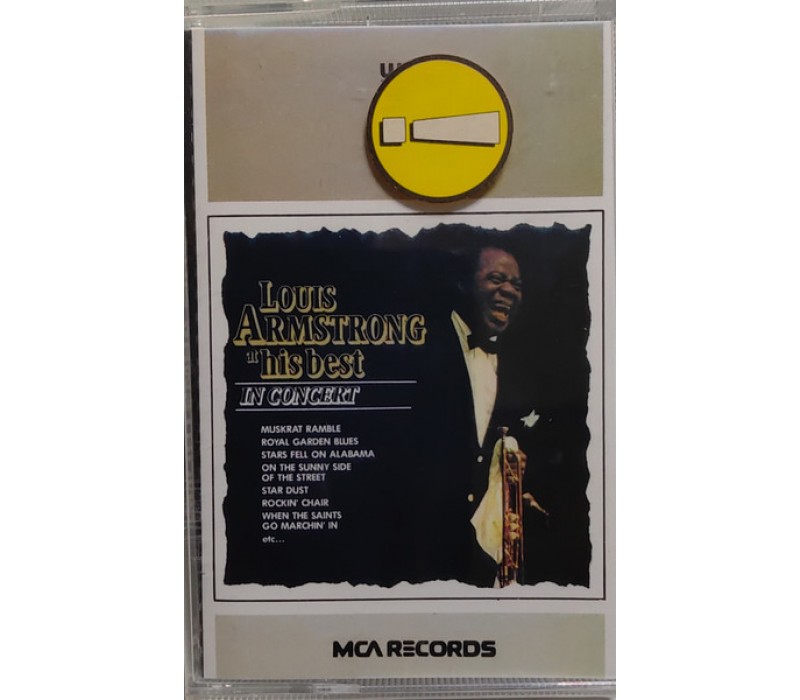 LOUIS
ARMSTRONG
at his best
IN CONCERT
MUSKRAT RAMBLE
ROYAL GARDEN BLUES
STARS FELL ON ALABAMA
ON THE SUNNY SIDE
OF THE STREET
STAR DUST
ROCKIN' CHAIR
WHEN THE SAINTS
GO MARCHIN' IN
etc...
MCA RECORDS